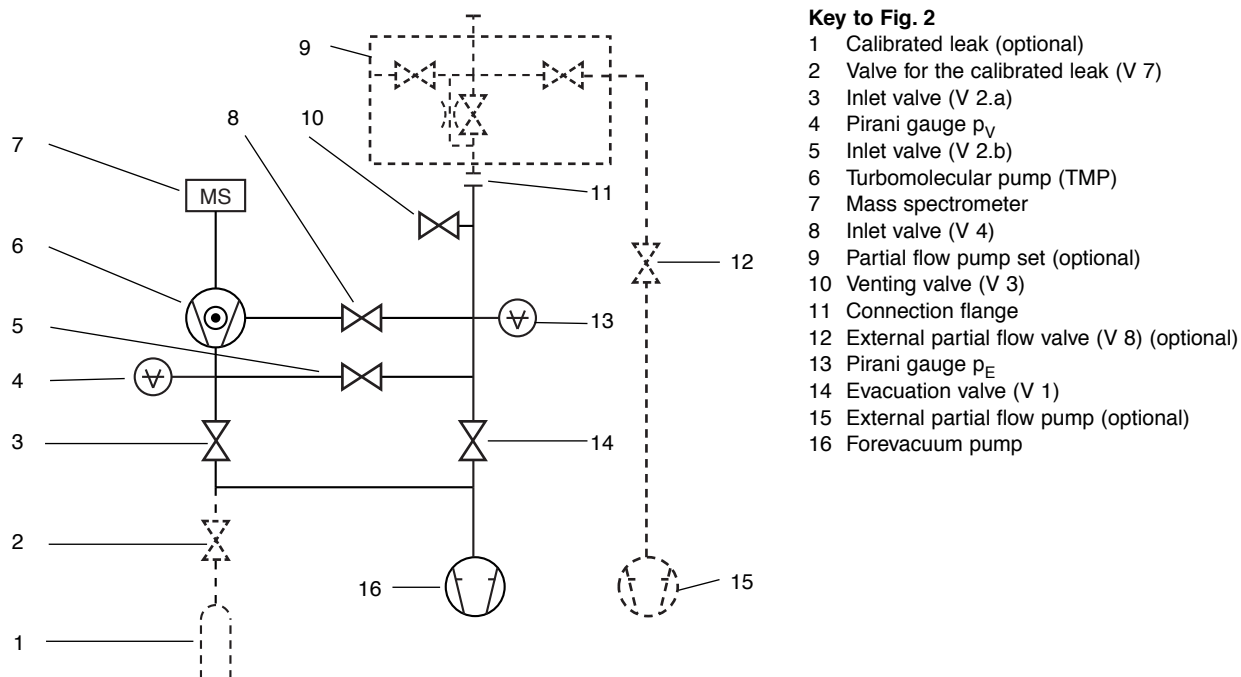 9
8
10
7
MS
11
6
12
5
13
4
3
14
2
16
15
1
Key to Fig. 2
1 Calibrated leak (optional)
2 Valve for the calibrated leak (V 7)
3 Inlet valve (V 2.a)
4 Pirani gauge pV
5 Inlet valve (V 2.b)
6 Turbomolecular pump (TMP)
7 Mass spectrometer
8 Inlet valve (V 4)
9 Partial flow pump set (optional)
10 Venting valve (V 3)
11 Connection flange
12 External partial flow valve (V 8) (optional)
13 Pirani gauge pE
14 Evacuation valve (V 1)
15 External partial flow pump (optional)
16 Forevacuum pump